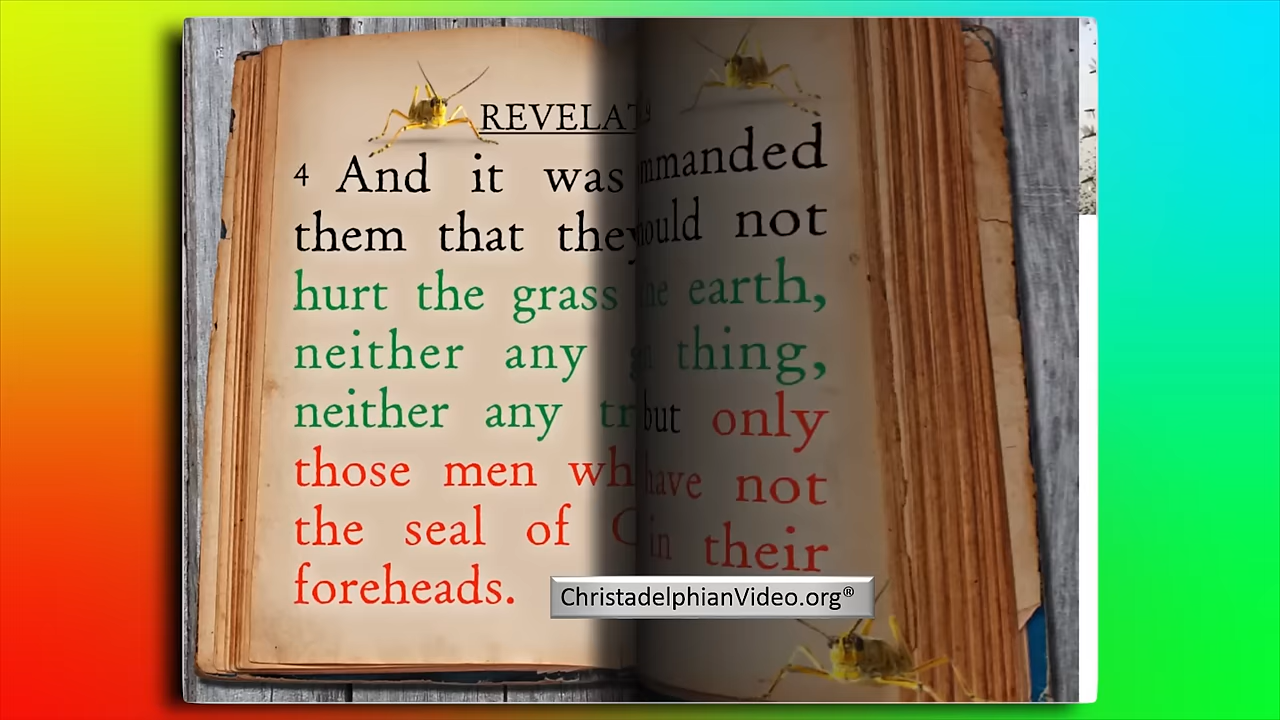 REVELAT
4 And it was mmanded
them that they ould not
hurt the grass he earth,
neither any g thing,
neither any tr but only
those men wh have not
the seal of in their
foreheads.
ChristadelphianVideo.org®